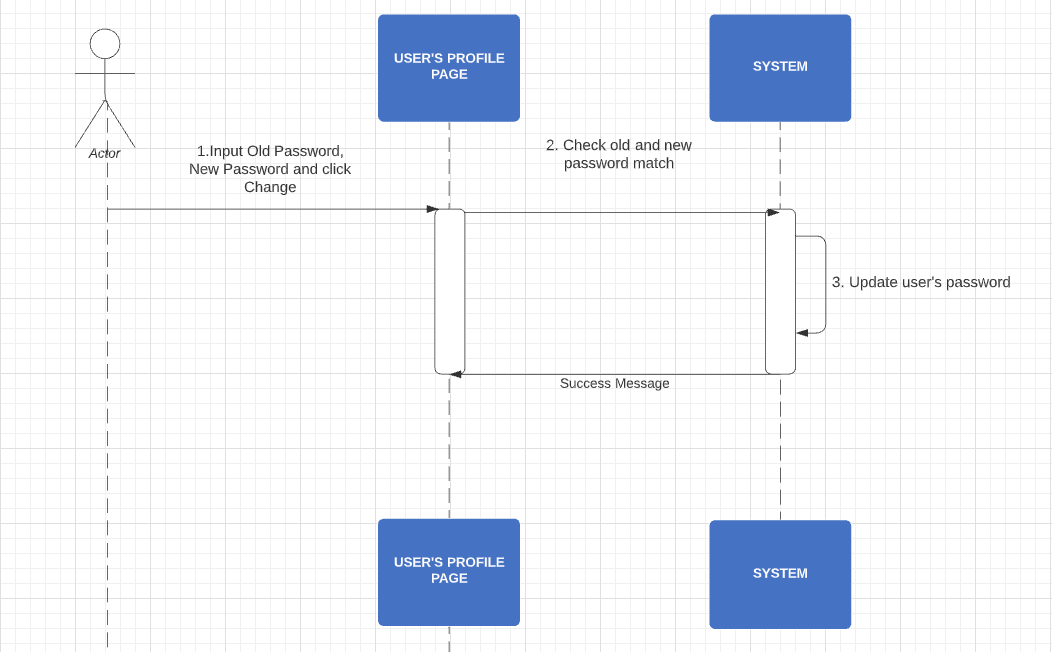 USER'S PROFILE
PAGE
SYSTEM
Actor
1.Input Old Password,
New Password and click
Change
2. Check old and new
password match
3. Update user's password
Success Message
USER'S PROFILE
PAGE
SYSTEM